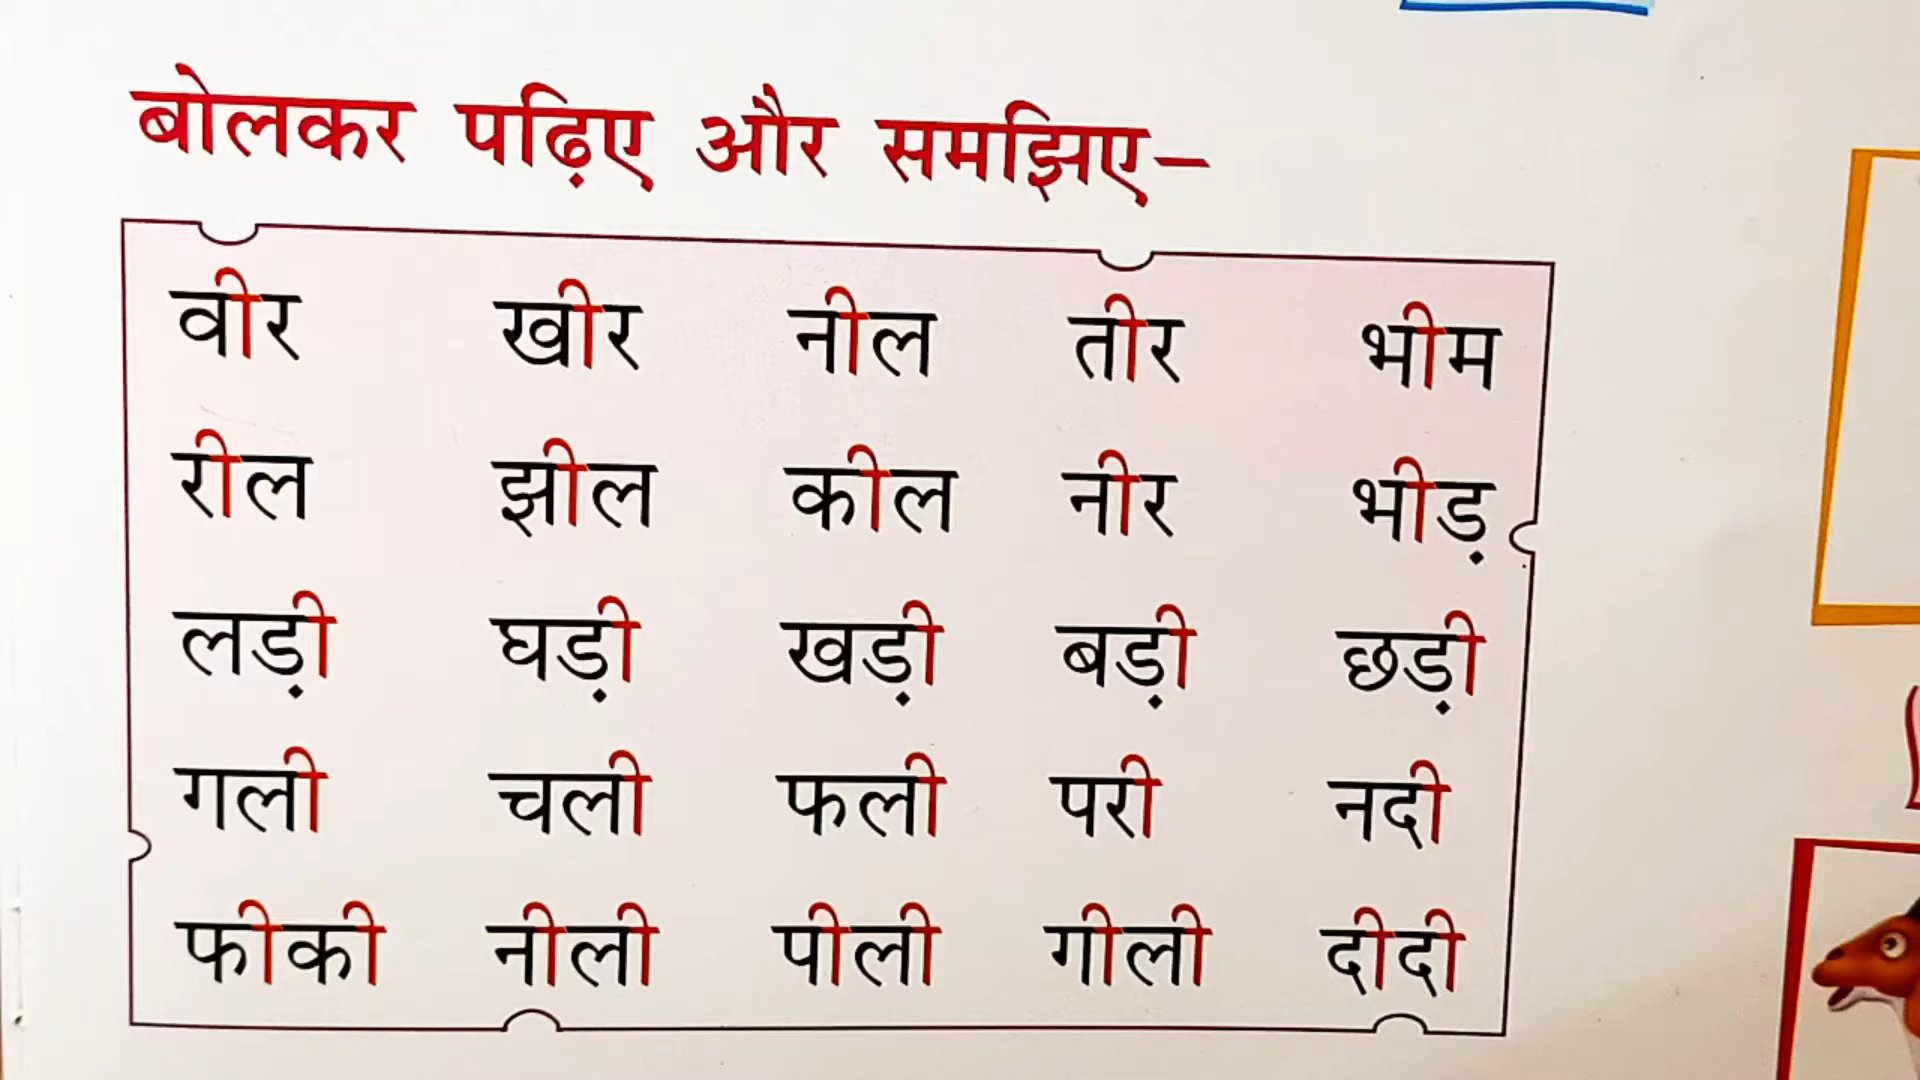 बोलकर पढ़िए और समझिए–
वीर खीर नील तीर भीम
रील झील कील नीर भीड़
लड़ी घड़ी खड़ी बड़ी छड़ी
गली चली फली परी नदी
फीकी नीली पीली गीली दीदी